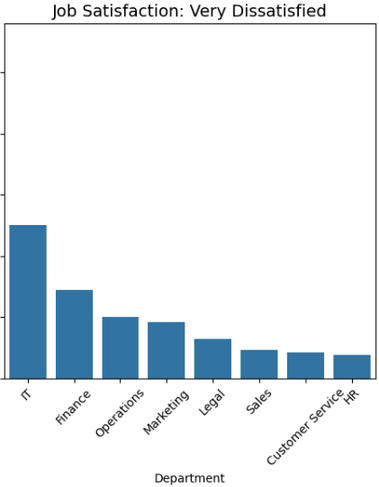 Job Satisfaction: Very Dissatisfied
IT
Finance
Operations
Marketing
Legal
Sales
Customer Service
HR
Department